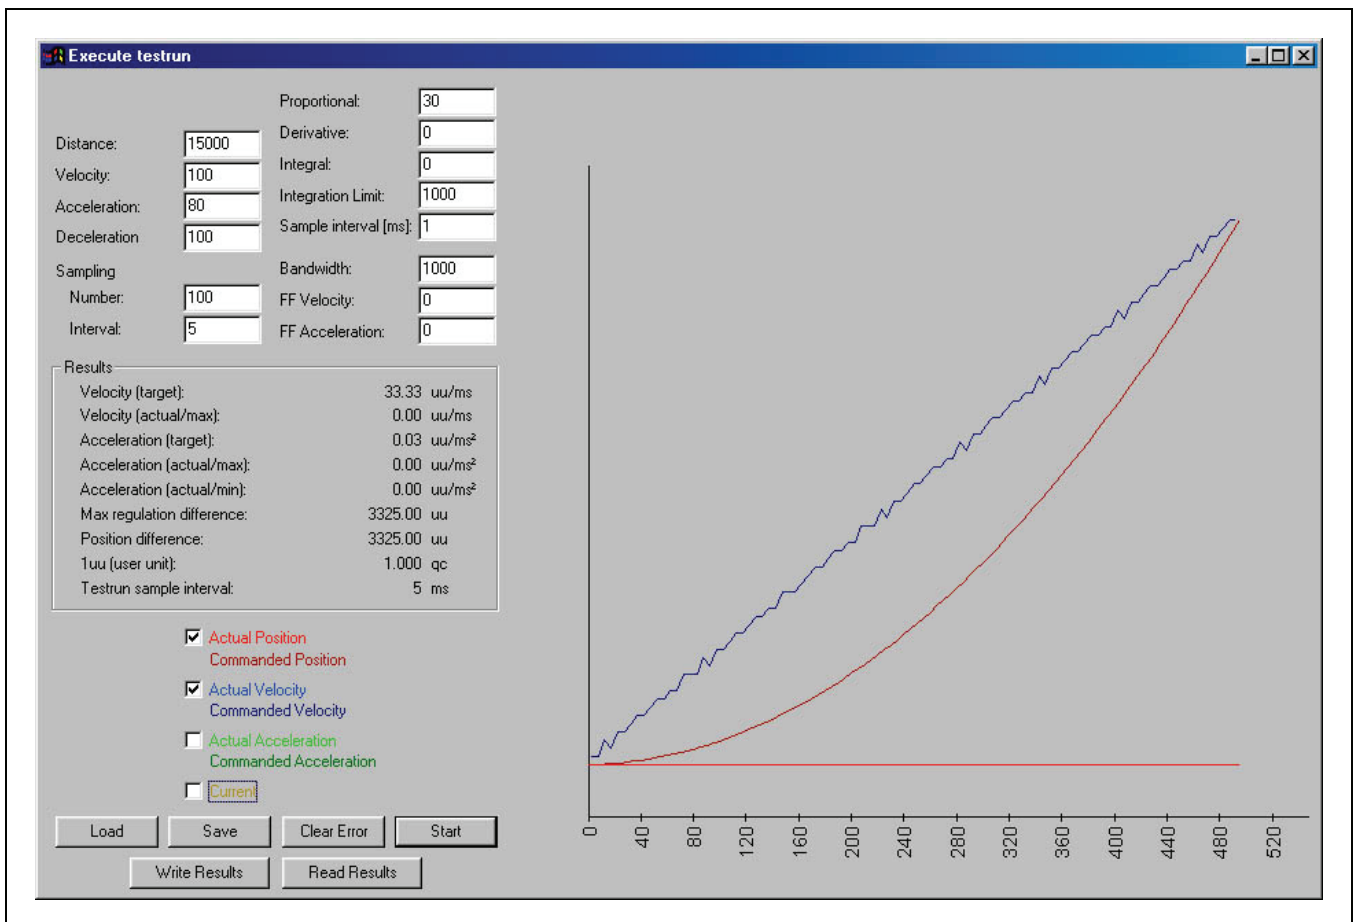 Execute testrun
Proportional: 30
Derivative: 0
Distance: 15000
Integral: 0
Velocity: 100
Integration Limit: 1000
Acceleration: 80
Sample interval [ms]: 1
Deceleration 100
Bandwidth: 1000
Sampling
Number: 100
FF Velocity: 0
Interval: 5
FF Acceleration: 0
Results
Velocity (target): 33.33 uu/ms
Velocity (actual/max): 0.00 uu/ms
Acceleration (target): 0.03 uu/ms²
Acceleration (actual/max): 0.00 uu/ms²
Acceleration (actual/min): 0.00 uu/ms²
Max regulation difference: 3325.00 uu
Position difference: 3325.00 uu
1uu (user unit): 1.000 qc
Testrun sample interval: 5 ms
Actual Position
Commanded Position
Actual Velocity
Commanded Velocity
Actual Acceleration
Commanded Acceleration
Current
Load Save Clear Error Start
Write Results Read Results
0 40 80 120 160 200 240 280 320 360 400 440 480 520